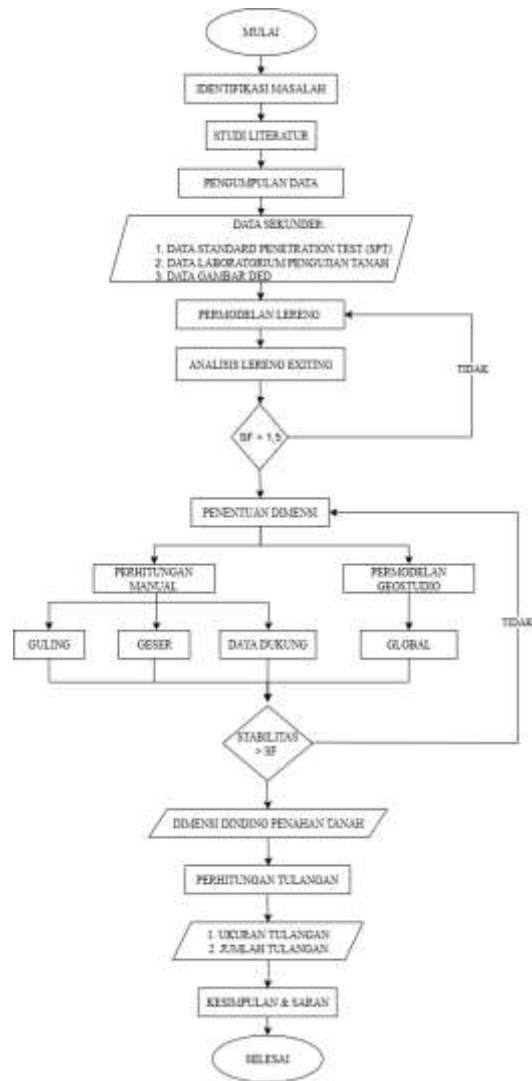 MULAI
IDENTIFIKASI MASALAH
STUDI LITERATUR
PENGUMPULAN DATA
DATA SEKUNDER:
1. DATA STANDARD PENETRATION TEST (SPT)
2. DATA LABORATORIUM PENGUJIAN TANAH
3. DATA GAMBAR DED
PERMODELAN LERENG
ANALISIS LERENG EXITING
TIDAK
SF < 1,5
PENENTUAN DIMENSI
PERHITUNGAN
MANUAL
PERMODELAN
GEOSTUDIO
TIDAK
GULING
GESER
DAYA DUKUNG
GLOBAL
STABILITAS
> SF
DIMENSI DINDING PENAHAN TANAH
PERHITUNGAN TULANGAN
1. UKURAN TULANGAN
2. JUMLAH TULANGAN
KESIMPULAN & SARAN
SELESAI